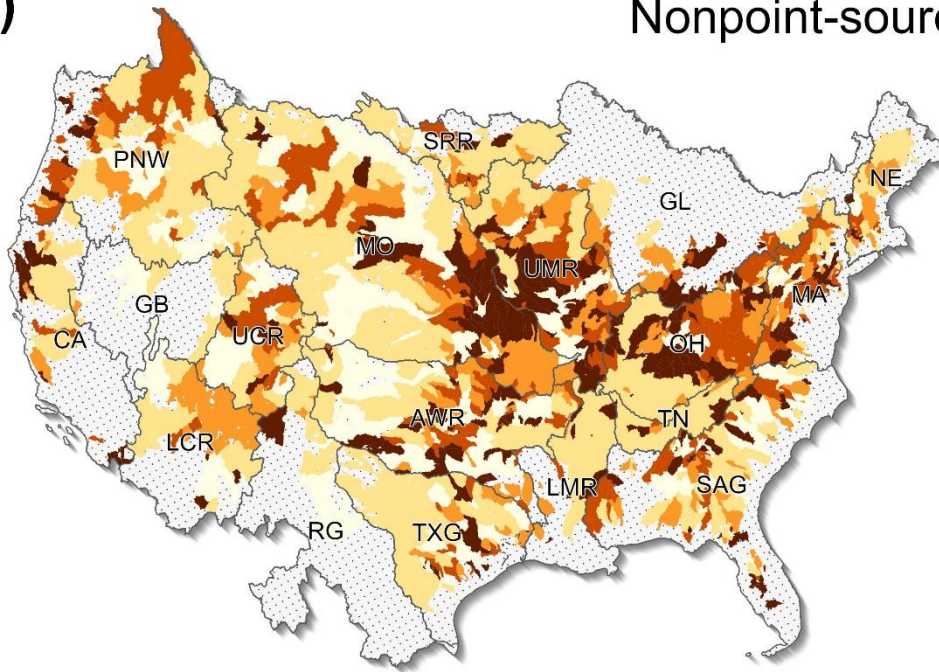 )
Nonpoint-sour
SRR
PNW
NE
GL
MO
UMR
MA
GB
UCR
CA
OH
AWR
TN
LCR
LMR
SAG
RG
TXG